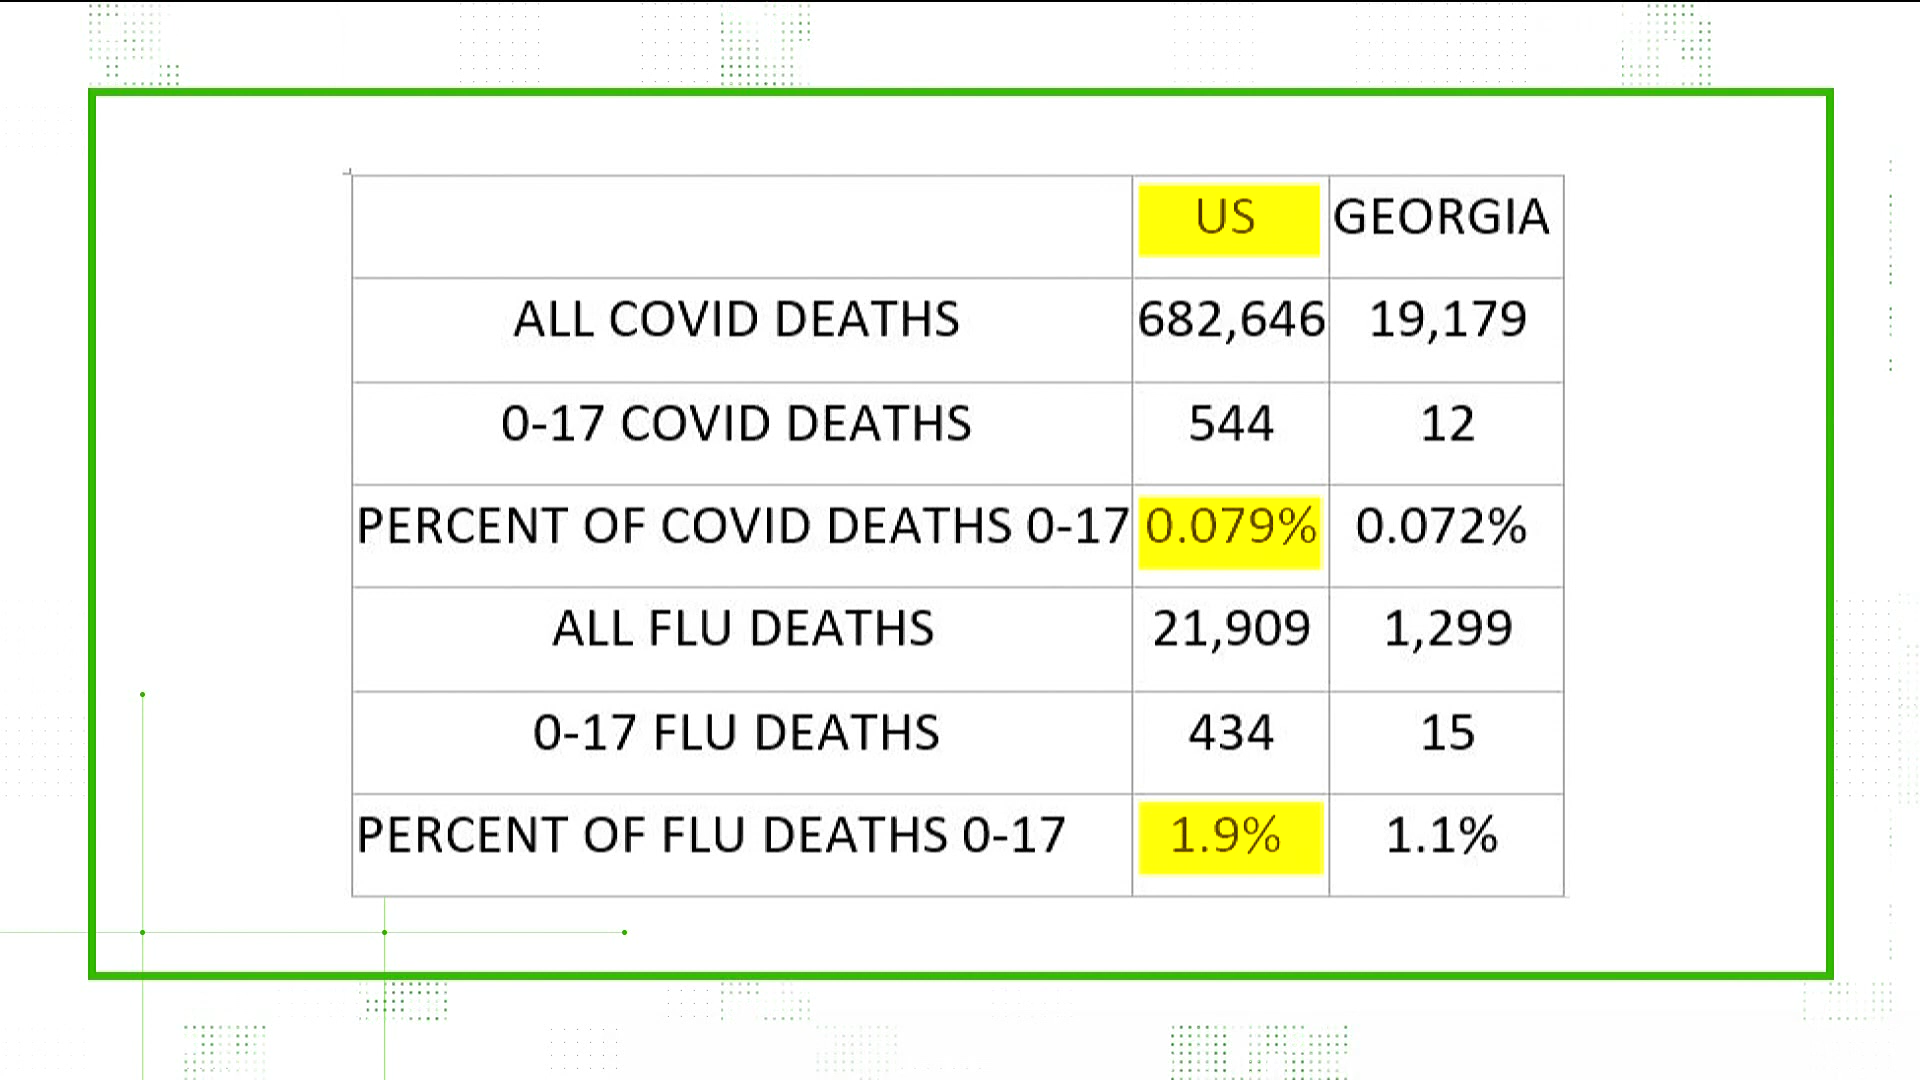 US GEORGIA
ALL COVID DEATHS 682,646 19,179
0-17 COVID DEATHS 544 12
PERCENT OF COVID DEATHS 0-17 0.079% 0.072%
ALL FLU DEATHS 21,909 1,299
0-17 FLU DEATHS 434 15
PERCENT OF FLU DEATHS 0-17 1.9% 1.1%